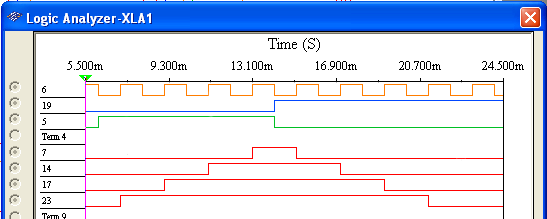 Logic Analyzer-XLA1
Time (S)
5.500m 9.300m 13.100m 16.900m 20.700m 24.500m
6
19
5
Term 4
7
14
17
23
Term 9